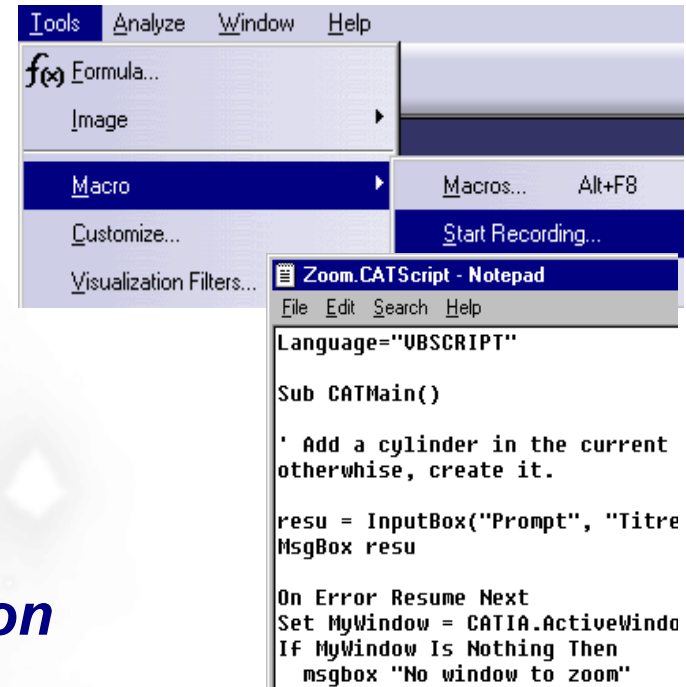 Tools Analyze Window Help
f(x) Formula...
Image
Macro
Macros... Alt+F8
Customize...
Start Recording...
Visualization Filters...
Zoom.CATScript - Notepad
File Edit Search Help
Language="VBSCRIPT"
Sub CATMain()
' Add a cylinder in the current
otherwhise, create it.
resu = InputBox("Prompt", "Titre
MsgBox resu
On Error Resume Next
Set MyWindow = CATIA.ActiveWindo
If MyWindow Is Nothing Then
msgbox "No window to zoom"
on